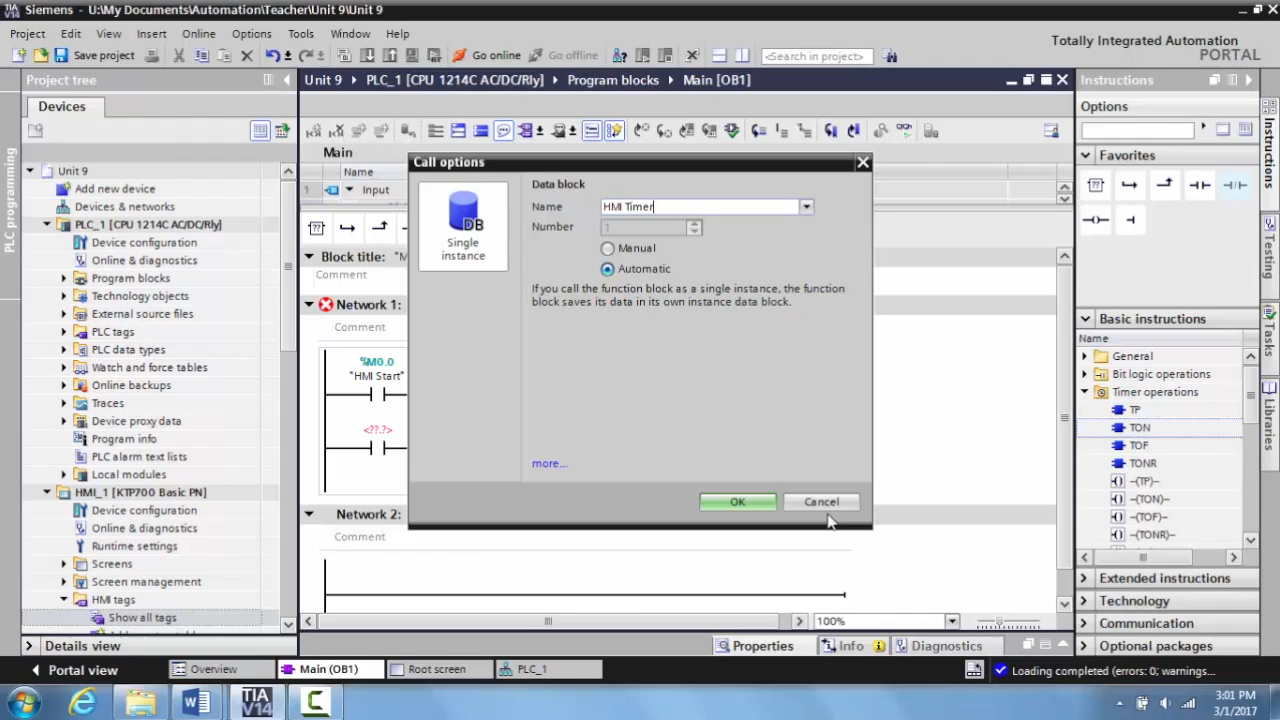 TIA
V14
Siemens - U:\My Documents\Automation\Teacher\Unit 9\Unit 9
Project Edit View Insert Online Options Tools Window Help
Totally Integrated Automation
PORTAL
Save project
Go online
Go offline
<Search in project>
Project tree
Unit 9 › PLC_1 [CPU 1214C AC/DC/Rly] › Program blocks › Main [OB1]
Instructions
Devices
Options
PLC programming
Main
Name
1
Input
Favorites
Unit 9
Add new device
Devices & networks
PLC_1 [CPU 1214C AC/DC/Rly]
Device configuration
Online & diagnostics
Program blocks
Technology objects
External source files
PLC tags
PLC data types
Watch and force tables
Online backups
Traces
Device proxy data
Program info
PLC alarm text lists
Local modules
HMI_1 [KTP700 Basic PN]
Device configuration
Online & diagnostics
Runtime settings
Screens
Screen management
HMI tags
Show all tags
Block title: "M
Comment
Network 1:
Comment
%M0.0
"HMI Start"
<??.?>
Network 2:
Comment
100%
Call options
DB
Single
instance
Data block
Name
HMI Timer
Number
1
Manual
Automatic
If you call the function block as a single instance, the function
block saves its data in its own instance data block.
more...
OK
Cancel
Basic instructions
Name
General
Bit logic operations
Timer operations
TP
TON
TOF
TONR
-(TP)-
-(TON)-
-(TOF)-
-(TONR)-
Extended instructions
Technology
Communication
Optional packages
Instructions
Testing
Tasks
Libraries
Details view
Properties
Info
Diagnostics
Portal view
Overview
Main (OB1)
Root screen
PLC_1
Loading completed (errors: 0; warnings...
TIA
V14
3:01 PM
3/1/2017